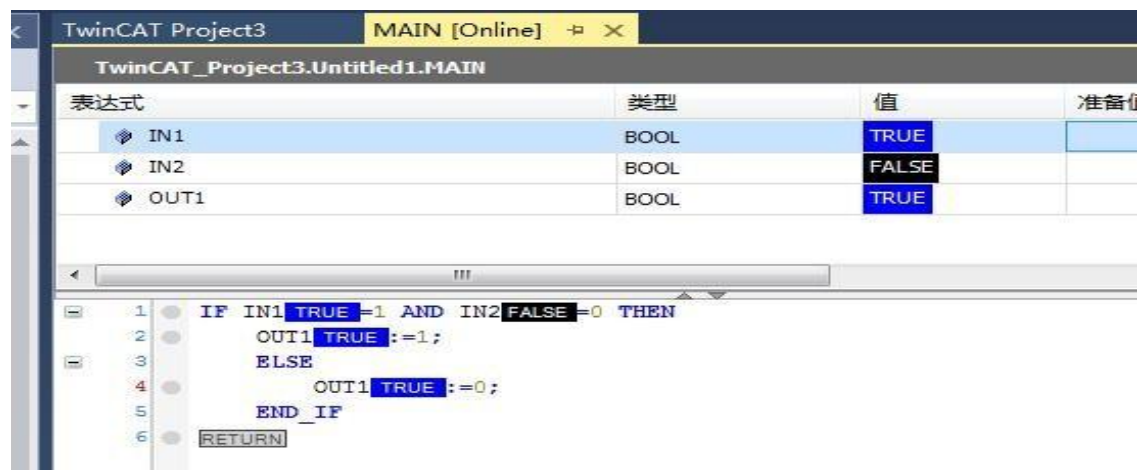 TwinCAT Project3 MAIN [Online]
TwinCAT_Project3.Untitled1.MAIN
表达式 类型 值 准备
IN1 BOOL TRUE
IN2 BOOL FALSE
OUT1 BOOL TRUE
1 IF IN1 TRUE =1 AND IN2 FALSE =0 THEN
2 OUT1 TRUE :=1;
3 ELSE
4 OUT1 TRUE :=0;
5 END_IF
6 RETURN